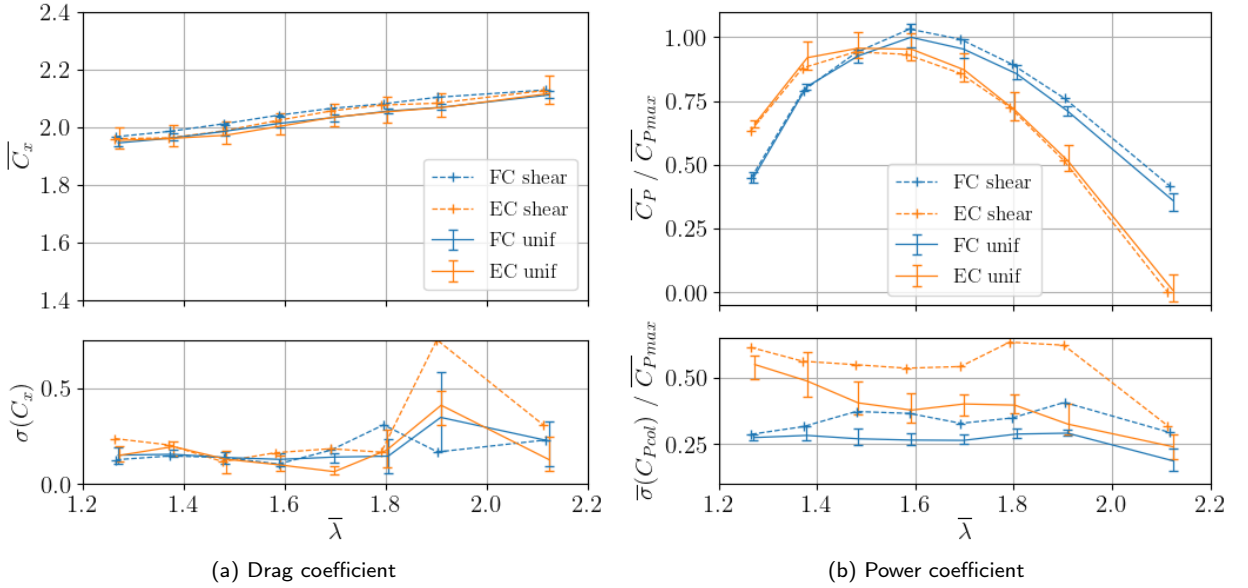 2.4
2.2
2.0
1.8
1.6
1.4
C̅x̅
FC shear
EC shear
FC unif
EC unif
0.5
0.0
σ(Cx)
1.2 1.4 1.6 1.8 2.0 2.2
λ̅
(a) Drag coefficient
1.00
0.75
0.50
0.25
0.00
C̅P̅ / C̅P̅m̅a̅x̅
FC shear
EC shear
FC unif
EC unif
0.50
0.25
σ̅(CPcol) / C̅P̅m̅a̅x̅
1.2 1.4 1.6 1.8 2.0 2.2
λ̅
(b) Power coefficient